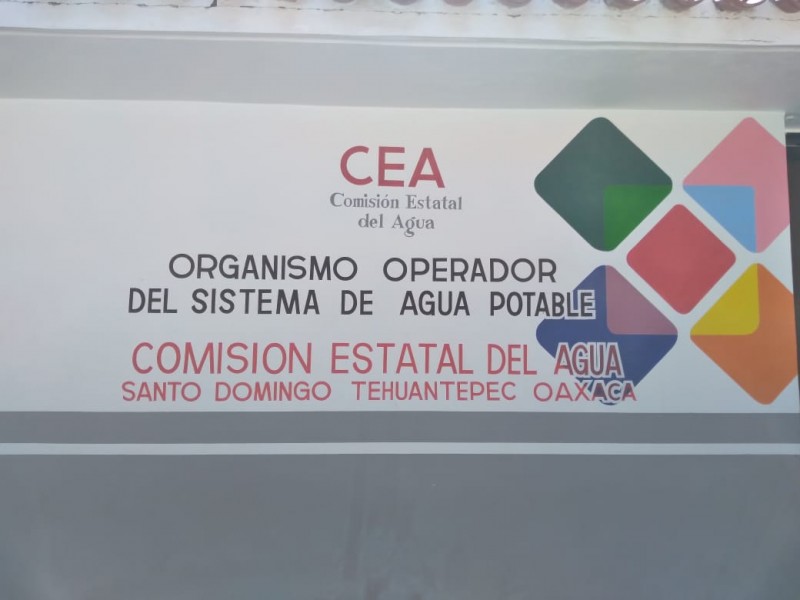 CEA
Comisión Estatal
del Agua
ORGANISMO OPERADOR
DEL SISTEMA DE AGUA POTABLE
COMISION ESTATAL DEL AGUA
SANTO DOMINGO TEHUANTEPEC OAXACA